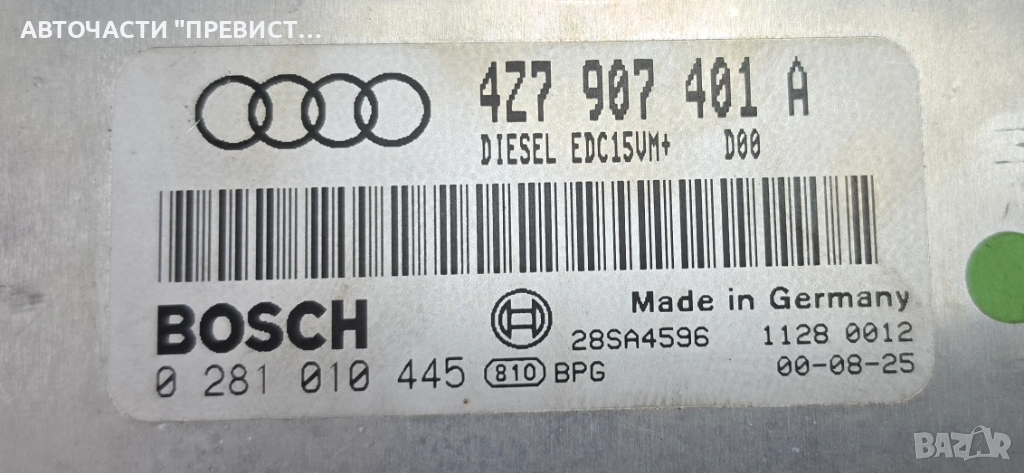 АВТОЧАСТИ "ПРЕВИСТ...
4Z7 907 401 A
DIESEL EDC15VM+ D00
BOSCH
Made in Germany
28SA4596 1128 0012
0 281 010 445 810 BPG 00-08-25
BAZAR